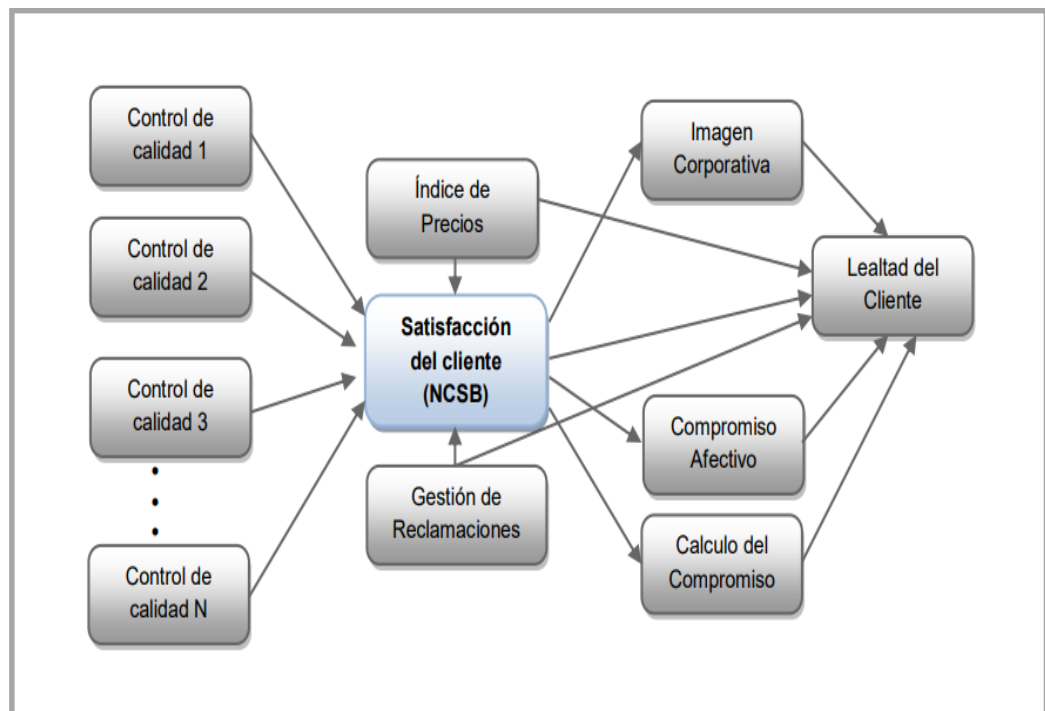 Control de
calidad 1
Control de
calidad 2
Control de
calidad 3
Control de
calidad N
Índice de
Precios
Satisfacción
del cliente
(NCSB)
Gestión de
Reclamaciones
Imagen
Corporativa
Compromiso
Afectivo
Calculo del
Compromiso
Lealtad del
Cliente